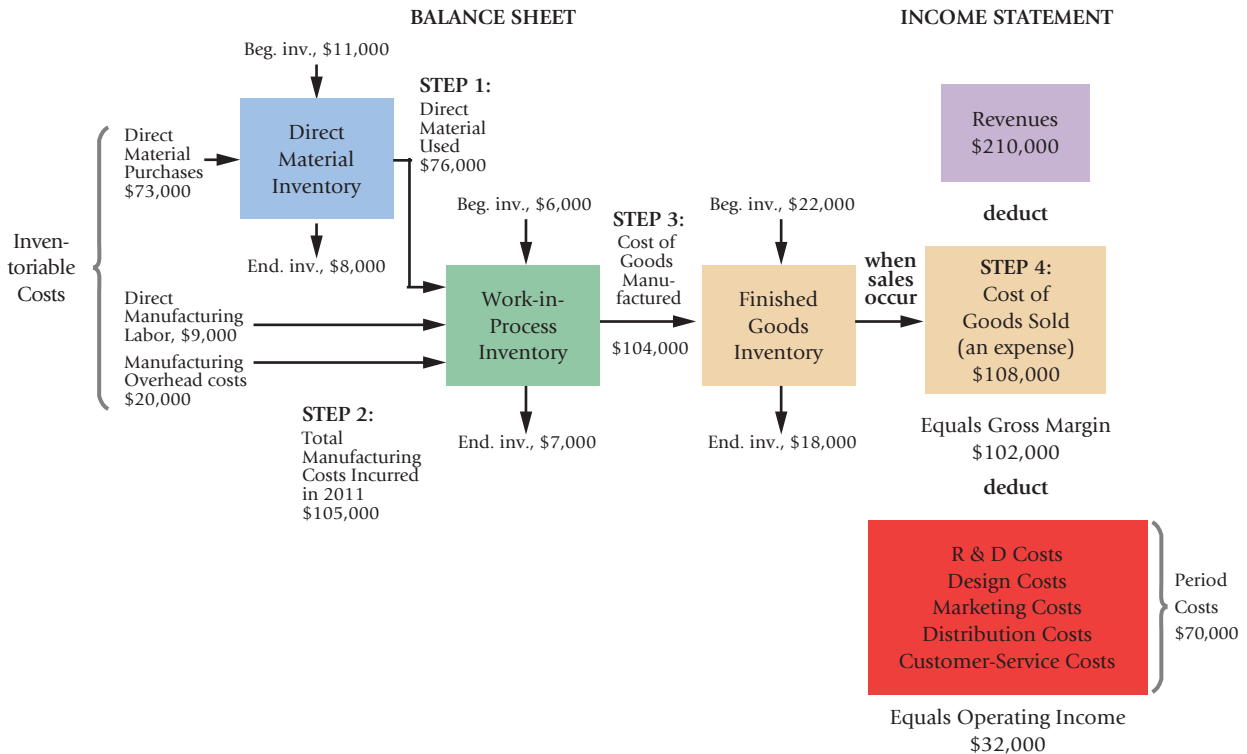 BALANCE SHEET
INCOME STATEMENT
Beg. inv., $11,000
STEP 1:
Direct
Material
Used
$76,000
Direct
Material
Purchases
$73,000
Direct
Material
Inventory
Revenues
$210,000
deduct
Inven-
toriable
Costs
End. inv., $8,000
Beg. inv., $6,000
STEP 3:
Cost of
Goods
Manu-
factured
$104,000
Beg. inv., $22,000
when
sales
occur
STEP 4:
Cost of
Goods Sold
(an expense)
$108,000
Direct
Manufacturing
Labor, $9,000
Manufacturing
Overhead costs
$20,000
Work-in-
Process
Inventory
Finished
Goods
Inventory
STEP 2:
Total
Manufacturing
Costs Incurred
in 2011
$105,000
End. inv., $7,000
End. inv., $18,000
Equals Gross Margin
$102,000
deduct
R & D Costs
Design Costs
Marketing Costs
Distribution Costs
Customer-Service Costs
Period
Costs
$70,000
Equals Operating Income
$32,000